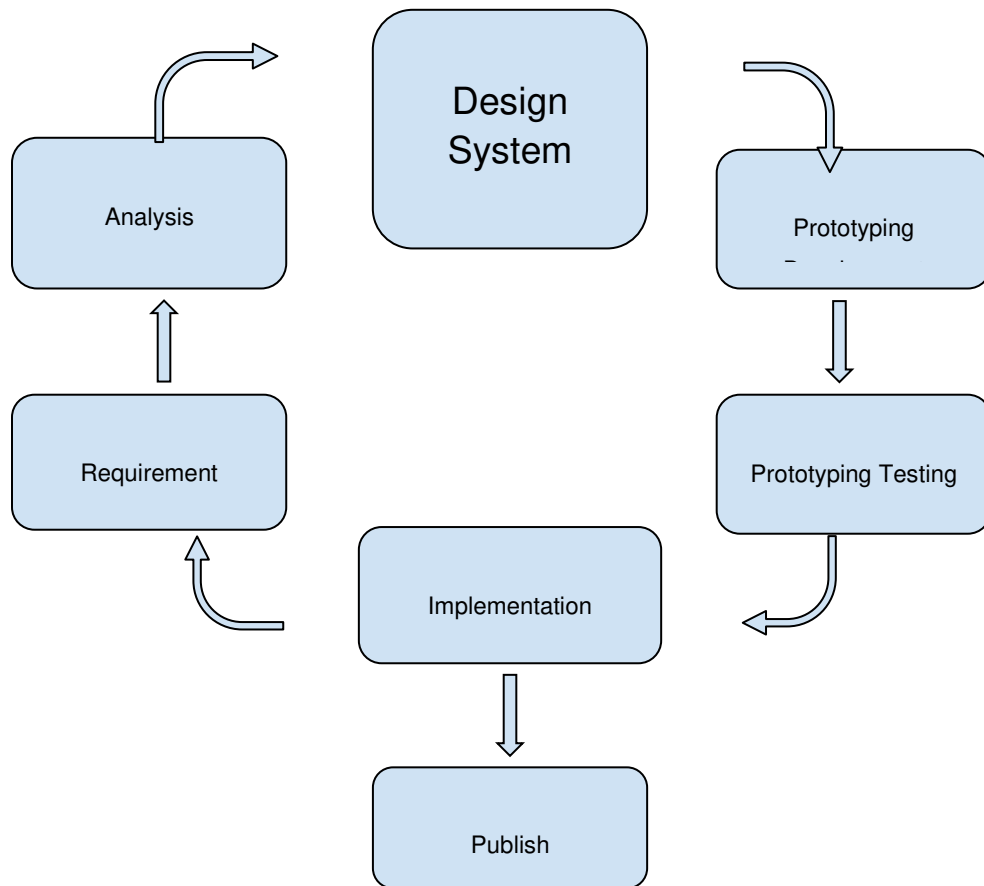 Design
System
Analysis
Prototyping
Requirement
Prototyping Testing
Implementation
Publish